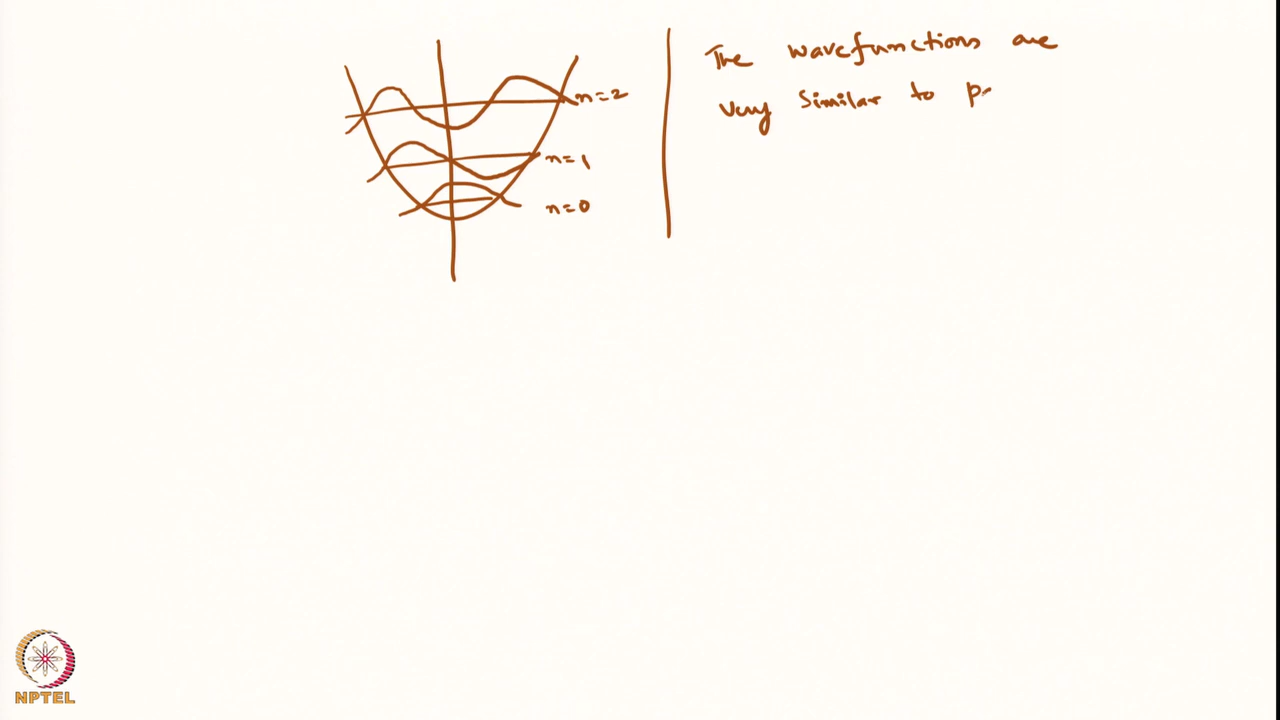 n=2
n=1
n=0
The wavefunctions are
very similar to p
NPTEL